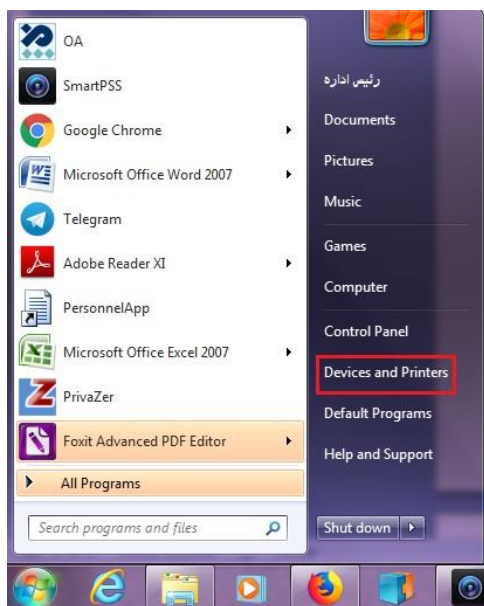 OA
SmartPSS
Google Chrome
Microsoft Office Word 2007
Telegram
Adobe Reader XI
PersonnelApp
Microsoft Office Excel 2007
PrivaZer
Foxit Advanced PDF Editor
All Programs
Search programs and files
رئیس اداره
Documents
Pictures
Music
Games
Computer
Control Panel
Devices and Printers
Default Programs
Help and Support
Shut down